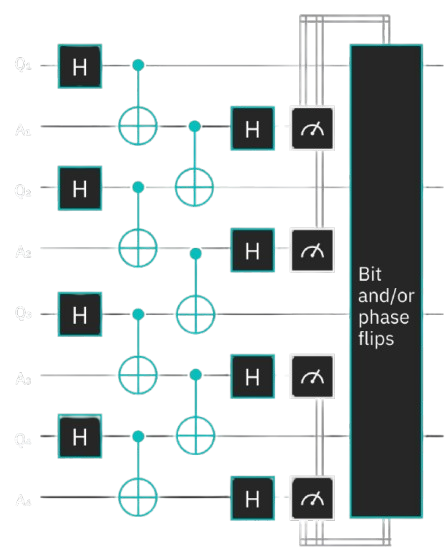 Q₁
H
A₁
H
Q₂
H
A₂
H
Q₃
H
A₃
H
Q₄
H
A₄
H
Bit
and/or
phase
flips